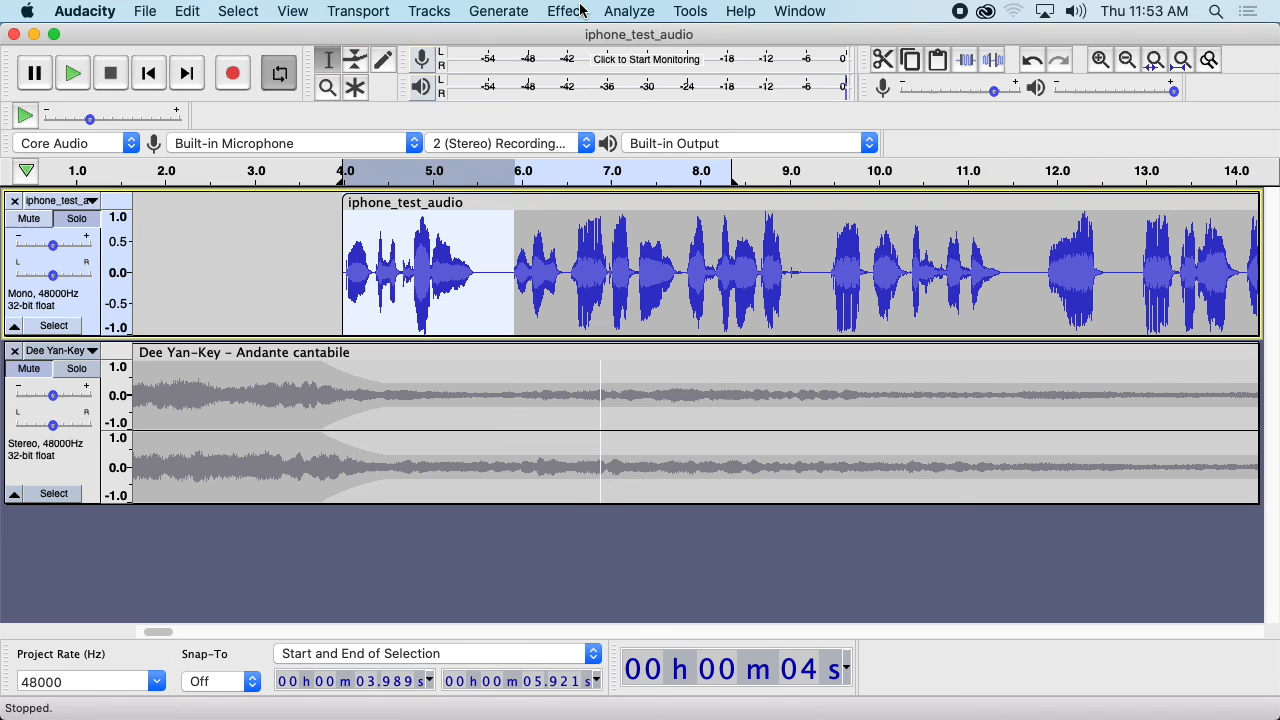 Audacity File Edit Select View Transport Tracks Generate Effect Analyze Tools Help Window Thu 11:53 AM
iphone_test_audio
L -54 -48 -42 Click to Start Monitoring -18 -12 -6 0
R
L -54 -48 -42 -36 -30 -24 -18 -12 -6 0
R
- +
- +
- +
Core Audio Built-in Microphone 2 (Stereo) Recording... Built-in Output
1.0 2.0 3.0 4.0 5.0 6.0 7.0 8.0 9.0 10.0 11.0 12.0 13.0 14.0
iphone_test_a iphone_test_audio
Mute Solo 1.0
- + 0.5
L R 0.0
Mono, 48000Hz -0.5
32-bit float
Select -1.0
Dee Yan-Key Dee Yan-Key - Andante cantabile
Mute Solo 1.0
- + 0.0
L R -1.0
Stereo, 48000Hz 1.0
32-bit float
0.0
Select -1.0
Project Rate (Hz) Snap-To Start and End of Selection
48000 Off 00 h 00 m 03.989 s 00 h 00 m 05.921 s 00 h 00 m 04 s
Stopped.